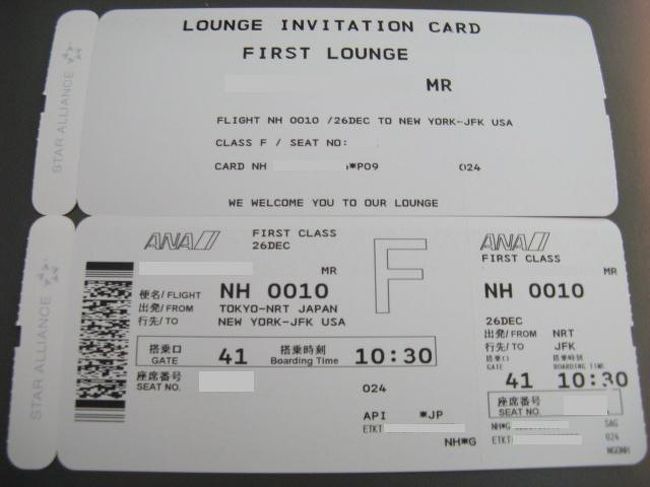 LOUNGE INVITATION CARD
FIRST LOUNGE
MR
FLIGHT NH 0010 /26DEC TO NEW YORK-JFK USA
CLASS F / SEAT NO:
CARD NH *P09 024
WE WELCOME YOU TO OUR LOUNGE
STAR ALLIANCE
ANA
FIRST CLASS
26DEC
F
MR
便名/FLIGHT NH 0010
出発/FROM TOKYO-NRT JAPAN
行先/TO NEW YORK-JFK USA
搭乗口 GATE 41 搭乗時刻 Boarding Time 10:30
座席番号
SEAT NO.
024
API *JP
ETKT
NH*G
ANA
FIRST CLASS
MR
NH 0010
26DEC
出発/FROM NRT
行先/TO JFK
搭乗口 搭乗時刻
GATE BOARDING TIME
41 10:30
座席番号
SEAT NO.
NH*G
ETKT 024
STAR ALLIANCE